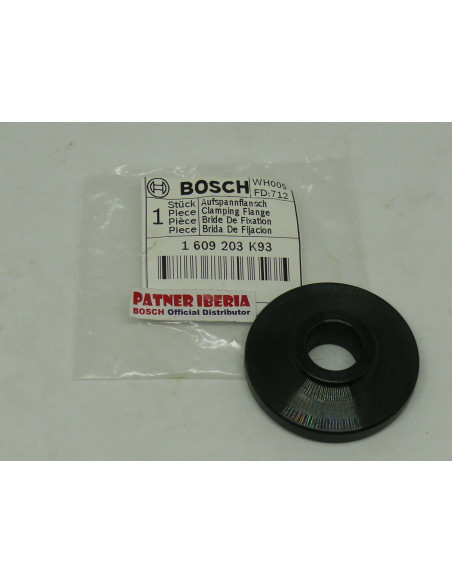 BOSCH WH005
FD:712
1 Stück Aufspannflansch
Piece Clamping Flange
Pièce Bride De Fixation
Pieza Brida De Fijacion
1 609 203 K93
PATNER IBERIA
BOSCH Official Distributor